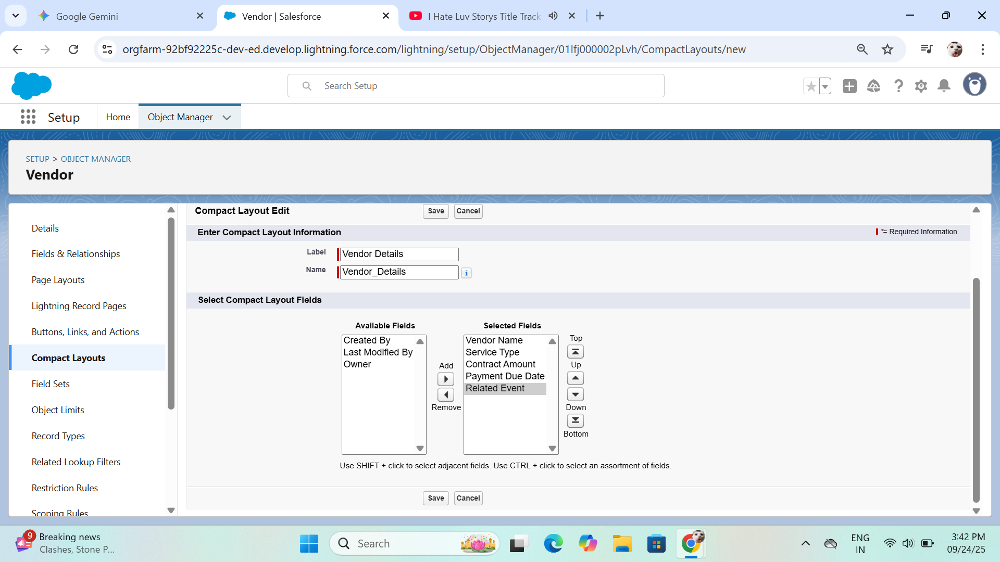 Google Gemini
Vendor | Salesforce
I Hate Luv Storys Title Track
orgfarm-92bf92225c-dev-ed.develop.lightning.force.com/lightning/setup/ObjectManager/01Ifj000002pLvh/CompactLayouts/new
Search Setup
Setup
Home
Object Manager
SETUP > OBJECT MANAGER
Vendor
Details
Fields & Relationships
Page Layouts
Lightning Record Pages
Buttons, Links, and Actions
Compact Layouts
Field Sets
Object Limits
Record Types
Related Lookup Filters
Restriction Rules
Scoping Rules
Compact Layout Edit
Save
Cancel
Enter Compact Layout Information
*= Required Information
Label
Vendor Details
Name
Vendor_Details
i
Select Compact Layout Fields
Available Fields
Created By
Last Modified By
Owner
Add
Remove
Selected Fields
Vendor Name
Service Type
Contract Amount
Payment Due Date
Related Event
Top
Up
Down
Bottom
Use SHIFT + click to select adjacent fields. Use CTRL + click to select an assortment of fields.
Save
Cancel
9
Breaking news
Clashes, Stone P...
Search
ENG
IN
3:42 PM
09/24/25